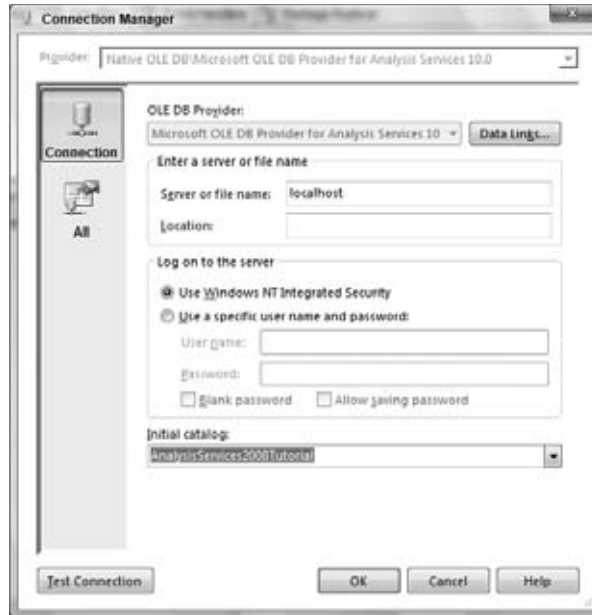 Connection Manager
Provider: Native OLE DB\Microsoft OLE DB Provider for Analysis Services 10.0
Connection
All
OLE DB Provider:
Microsoft OLE DB Provider for Analysis Services 10
Data Links...
Enter a server or file name
Server or file name: localhost
Location:
Log on to the server
Use Windows NT Integrated Security
Use a specific user name and password:
User name:
Password:
Blank password Allow saving password
Initial catalog:
AnalysisServices2008Tutorial
Test Connection OK Cancel Help